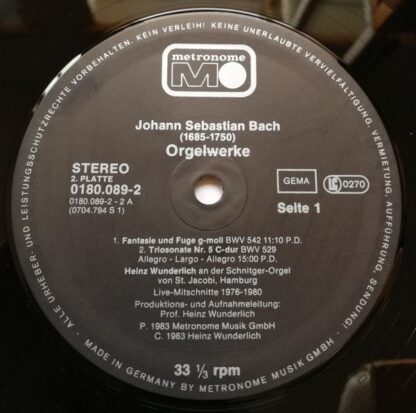 metronome
Johann Sebastian Bach
(1685-1750)
Orgelwerke
STEREO
2. PLATTE
0180.089-2
0180.089-2 - 2 A
(0704.794 S 1)
GEMA
LC 0270
Seite 1
1. Fantasie und Fuge g-moll BWV 542 11:10 P.D.
2. Triosonate Nr. 5 C-dur BWV C-529
Allegro - Largo - Allegro 15:00 P.D.
Heinz Wunderlich an der Schnitger-Orgel
von St. Jacobi, Hamburg
Live-Mitschnitte 1976-1980
Produktions- und Aufnahmeleitung:
Prof. Heinz Wunderlich
P. 1983 Metronome Musik GmbH
C. 1983 Heinz Wunderlich
33 ⅓ rpm
ALLE URHEBER- UND LEISTUNGSSCHUTZRECHTE VORBEHALTEN. KEIN VERLEIH! KEINE UNERLAUBTE VERVIELFÄLTIGUNG, VERMIETUNG, AUFFÜHRUNG, SENDUNG!
MADE IN GERMANY BY METRONOME MUSIK GMBH